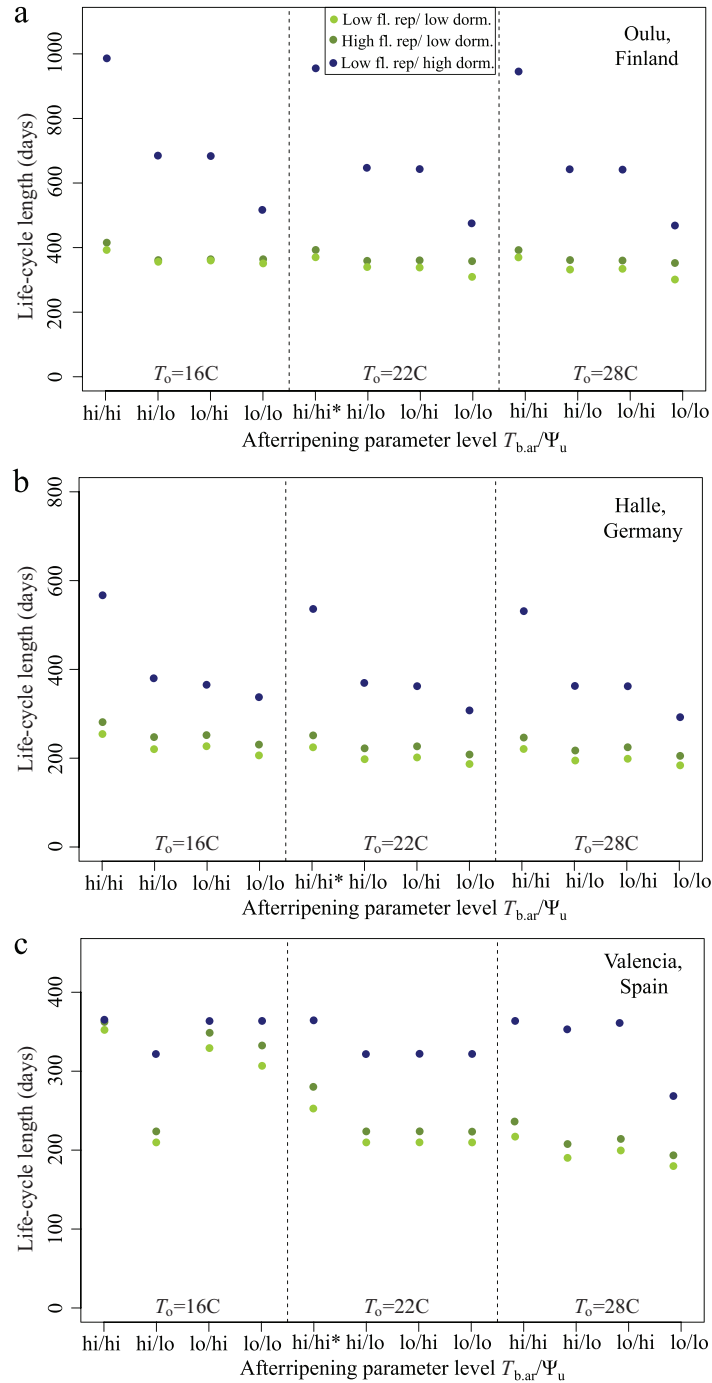 a
Low fl. rep/ low dorm.
High fl. rep/ low dorm.
Low fl. rep/ high dorm.
Oulu,
Finland
Life-cycle length (days)
1000
800
600
400
200
0
To=16C To=22C To=28C
hi/hi hi/lo lo/hi lo/lo hi/hi* hi/lo lo/hi lo/lo hi/hi hi/lo lo/hi lo/lo
Afterripening parameter level Tb.ar/Ψu
b
Halle,
Germany
Life-cycle length (days)
800
600
400
200
0
To=16C To=22C To=28C
hi/hi hi/lo lo/hi lo/lo hi/hi* hi/lo lo/hi lo/lo hi/hi hi/lo lo/hi lo/lo
Afterripening parameter level Tb.ar/Ψu
c
Valencia,
Spain
Life-cycle length (days)
400
300
200
100
0
To=16C To=22C To=28C
hi/hi hi/lo lo/hi lo/lo hi/hi* hi/lo lo/hi lo/lo hi/hi hi/lo lo/hi lo/lo
Afterripening parameter level Tb.ar/Ψu